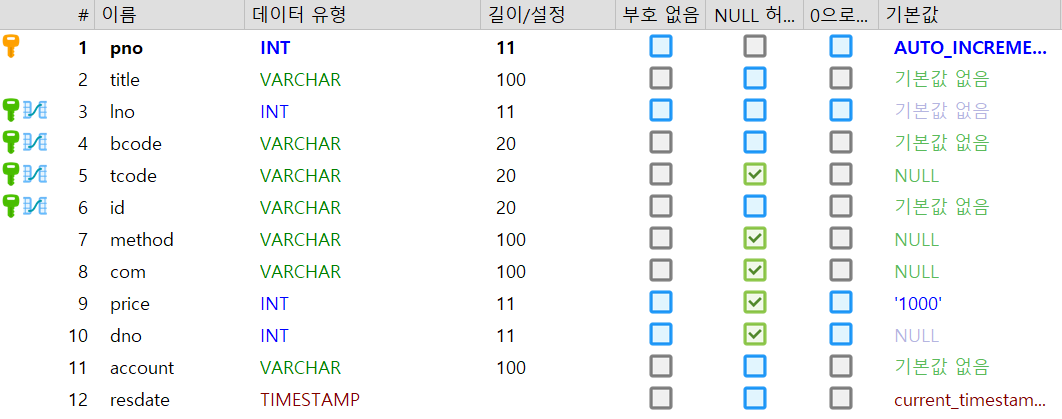 # 이름 데이터 유형 길이/설정 부호 없음 NULL 허... 0으로... 기본값
1 pno INT 11 AUTO_INCREME...
2 title VARCHAR 100 기본값 없음
3 lno INT 11 기본값 없음
4 bcode VARCHAR 20 기본값 없음
5 tcode VARCHAR 20 NULL
6 id VARCHAR 20 기본값 없음
7 method VARCHAR 100 NULL
8 com VARCHAR 100 NULL
9 price INT 11 '1000'
10 dno INT 11 NULL
11 account VARCHAR 100 기본값 없음
12 resdate TIMESTAMP current_timestam...